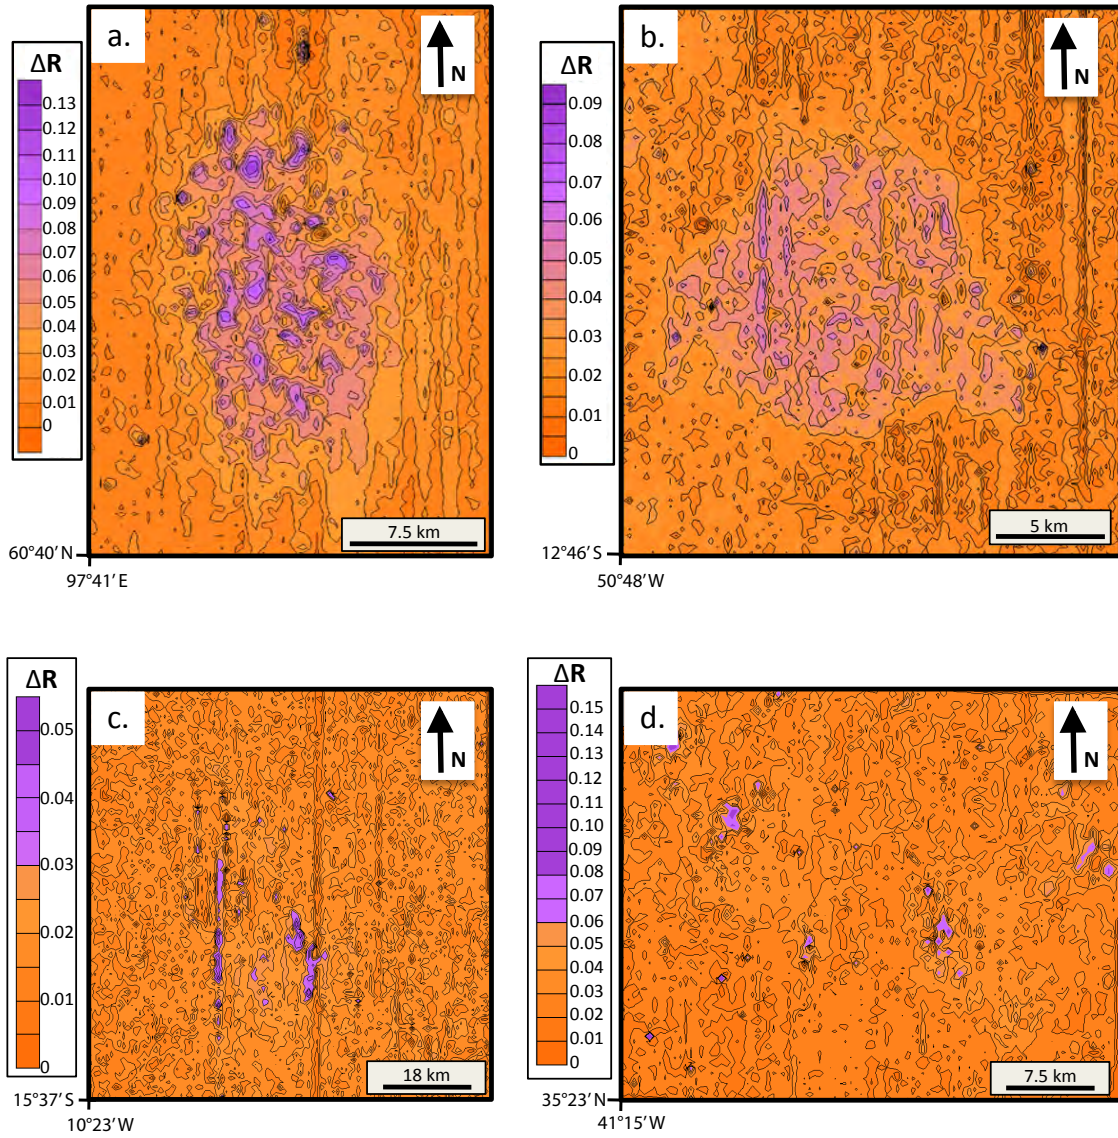 a.
N
ΔR
0.13
0.12
0.11
0.10
0.09
0.08
0.07
0.06
0.05
0.04
0.03
0.02
0.01
0
7.5 km
60°40′ N
97°41′ E
b.
N
ΔR
0.09
0.08
0.07
0.06
0.05
0.04
0.03
0.02
0.01
0
5 km
12°46′ S
50°48′ W
c.
N
ΔR
0.05
0.04
0.03
0.02
0.01
0
18 km
15°37′ S
10°23′ W
d.
N
ΔR
0.15
0.14
0.13
0.12
0.11
0.10
0.09
0.08
0.07
0.06
0.05
0.04
0.03
0.02
0.01
0
7.5 km
35°23′ N
41°15′ W